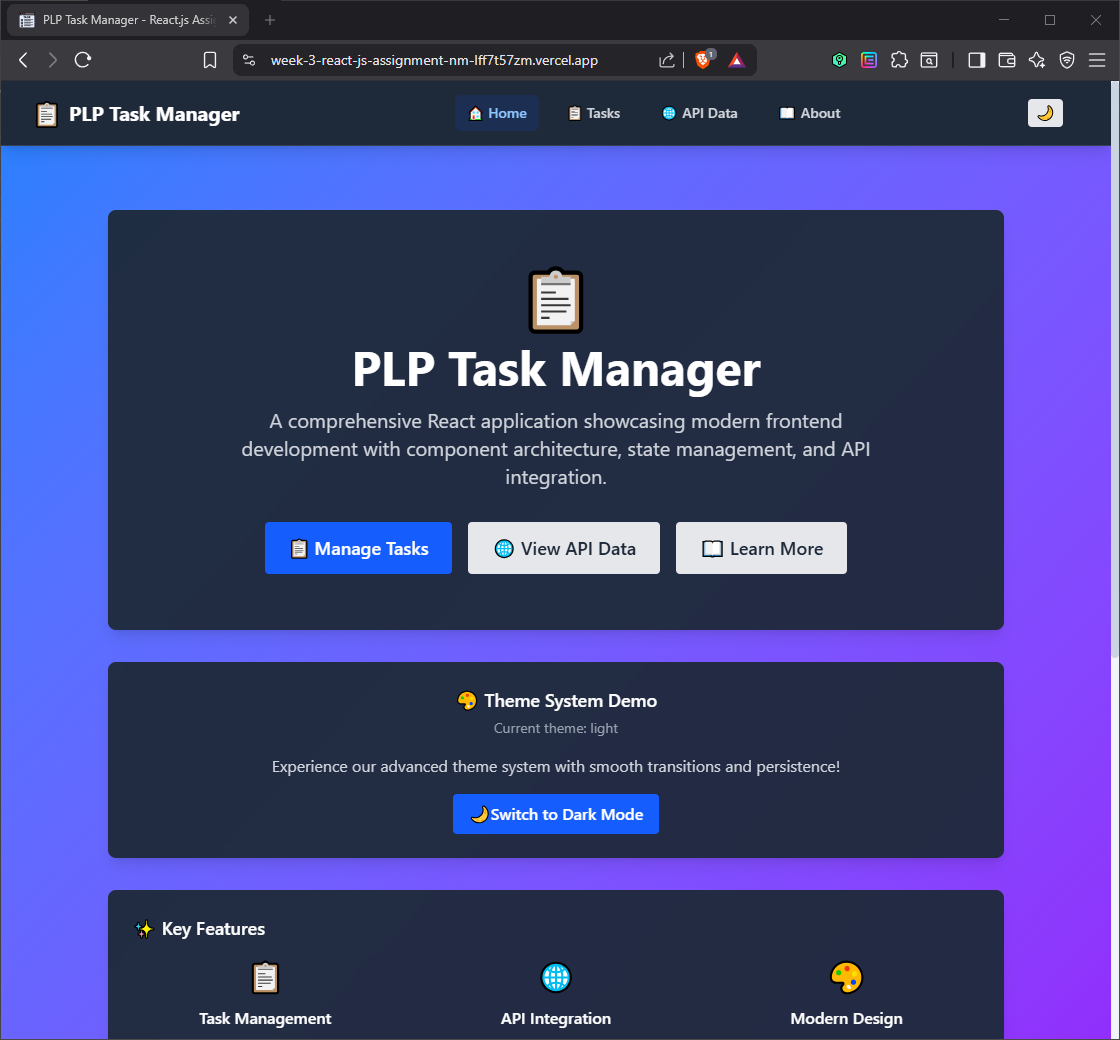 PLP Task Manager - React.js Assi
week-3-react-js-assignment-nm-lff7t57zm.vercel.app
1
PLP Task Manager
Home
Tasks
API Data
About
PLP Task Manager
A comprehensive React application showcasing modern frontend
development with component architecture, state management, and API
integration.
Manage Tasks
View API Data
Learn More
Theme System Demo
Current theme: light
Experience our advanced theme system with smooth transitions and persistence!
Switch to Dark Mode
Key Features
Task Management
API Integration
Modern Design